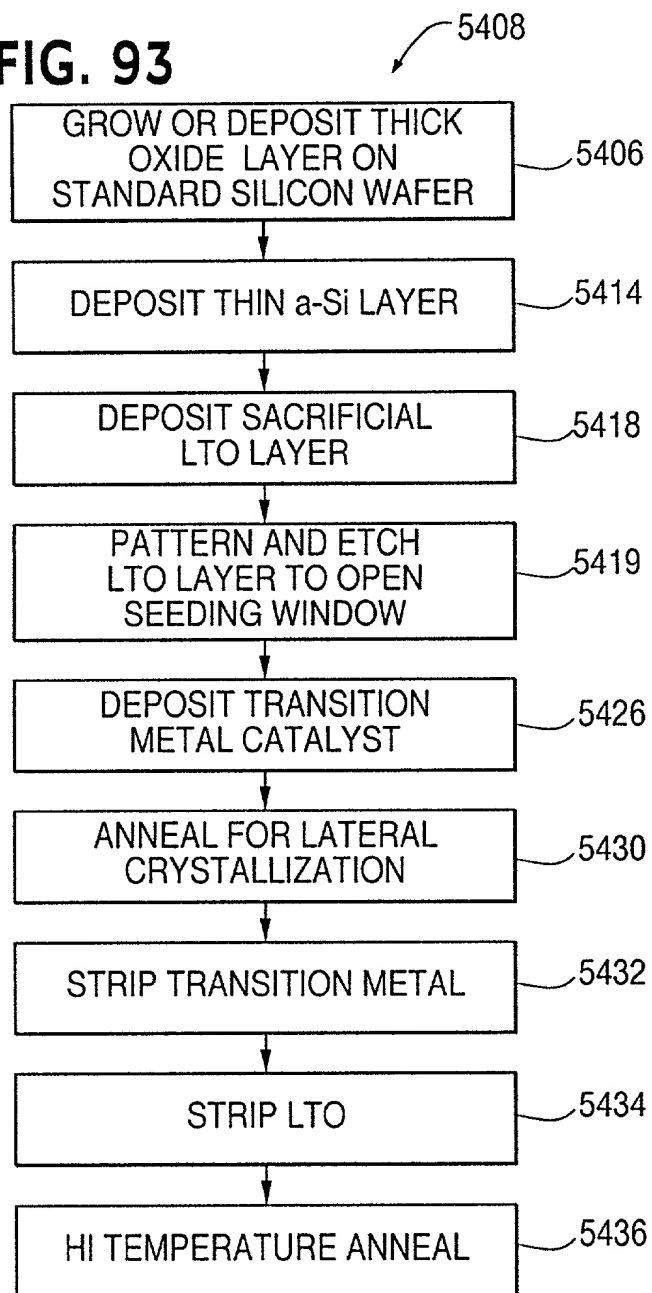 FIG. 93
5408
GROW OR DEPOSIT THICK
OXIDE LAYER ON
STANDARD SILICON WAFER
5406
DEPOSIT THIN a-Si LAYER
5414
DEPOSIT SACRIFICIAL
LTO LAYER
5418
PATTERN AND ETCH
LTO LAYER TO OPEN
SEEDING WINDOW
5419
DEPOSIT TRANSITION
METAL CATALYST
5426
ANNEAL FOR LATERAL
CRYSTALLIZATION
5430
STRIP TRANSITION METAL
5432
STRIP LTO
5434
HI TEMPERATURE ANNEAL
5436